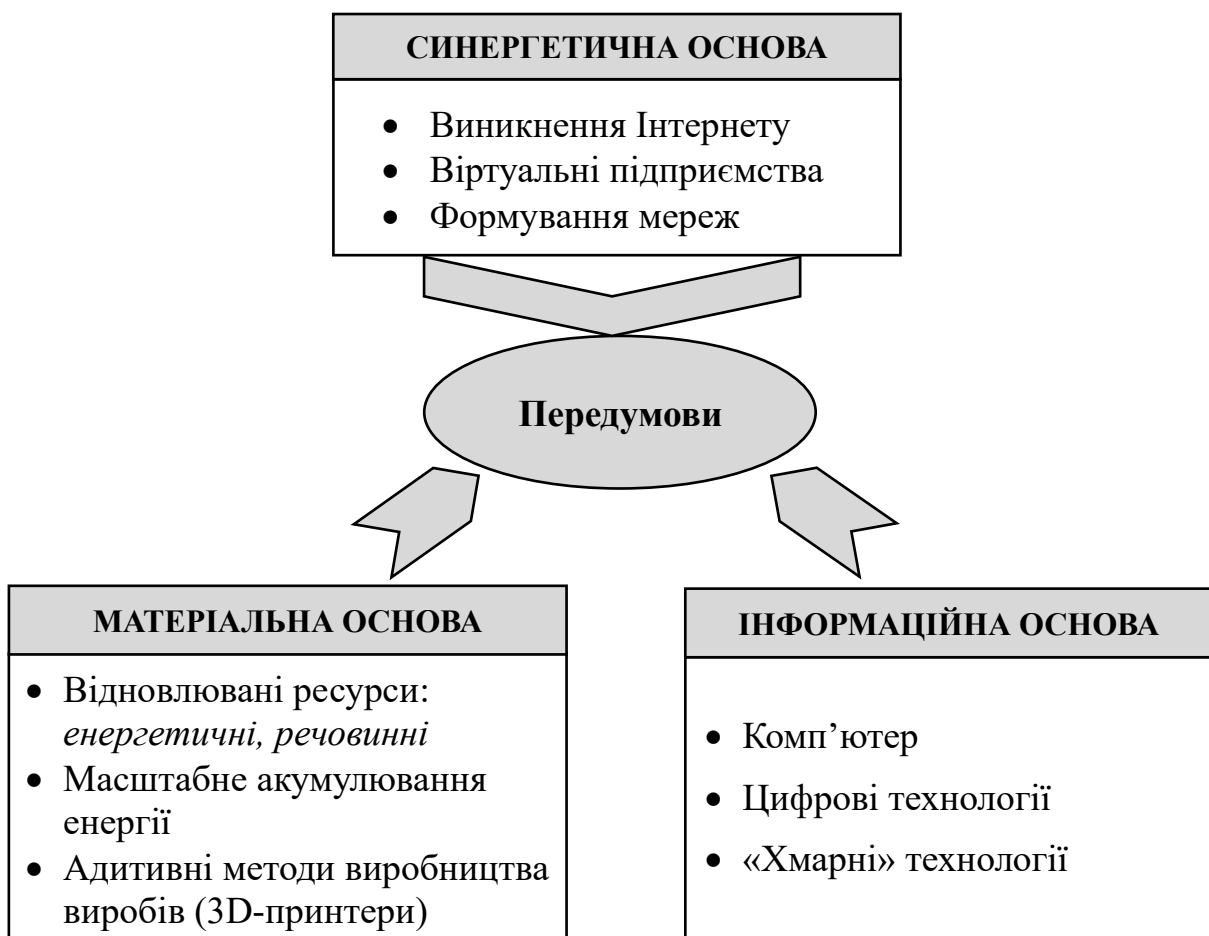 СИНЕРГЕТИЧНА ОСНОВА
• Виникнення Інтернету
• Віртуальні підприємства
• Формування мереж
Передумови
МАТЕРІАЛЬНА ОСНОВА
• Відновлювані ресурси:
енергетичні, речовинні
• Масштабне акумулювання
енергії
• Адитивні методи виробництва
виробів (3D-принтери)
ІНФОРМАЦІЙНА ОСНОВА
• Комп’ютер
• Цифрові технології
• «Хмарні» технології